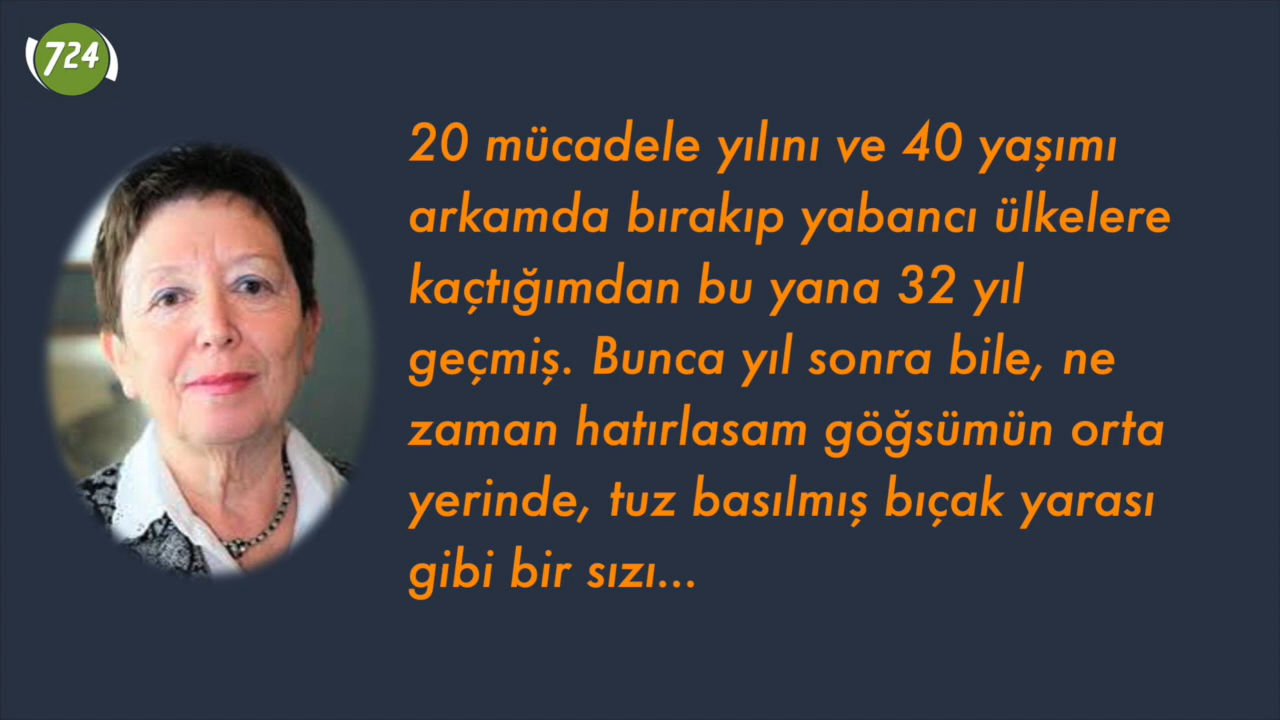 724
20 mücadele yılını ve 40 yaşımı
arkamda bırakıp yabancı ülkelere
kaçtığımdan bu yana 32 yıl
geçmiş. Bunca yıl sonra bile, ne
zaman hatırlasam göğsümün orta
yerinde, tuz basılmış bıçak yarası
gibi bir sızı...